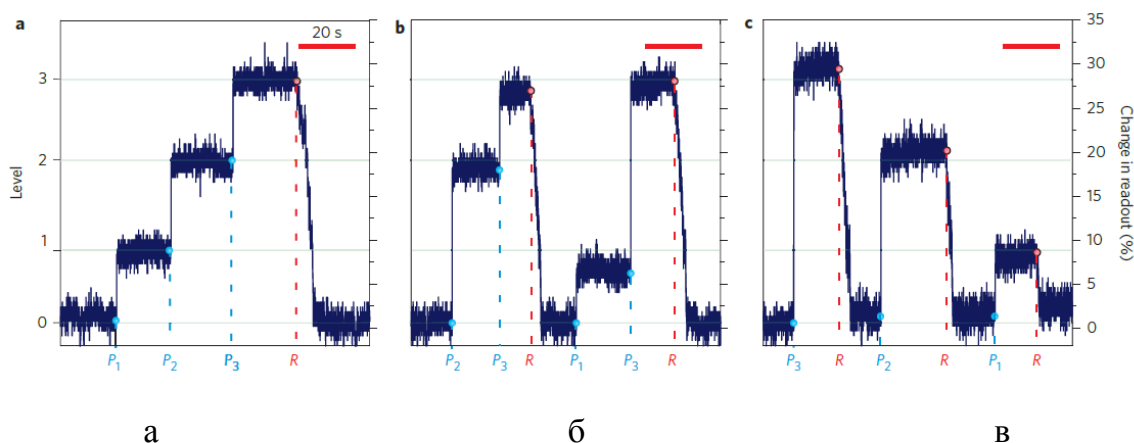 a
20 s
b
c
Level
3
2
1
0
35
30
25
20
15
10
5
0
Change in readout (%)
P₁ P₂ P₃ R
P₂ P₃ R P₁ P₃ R
P₃ R P₂ R P₁ R
а б в